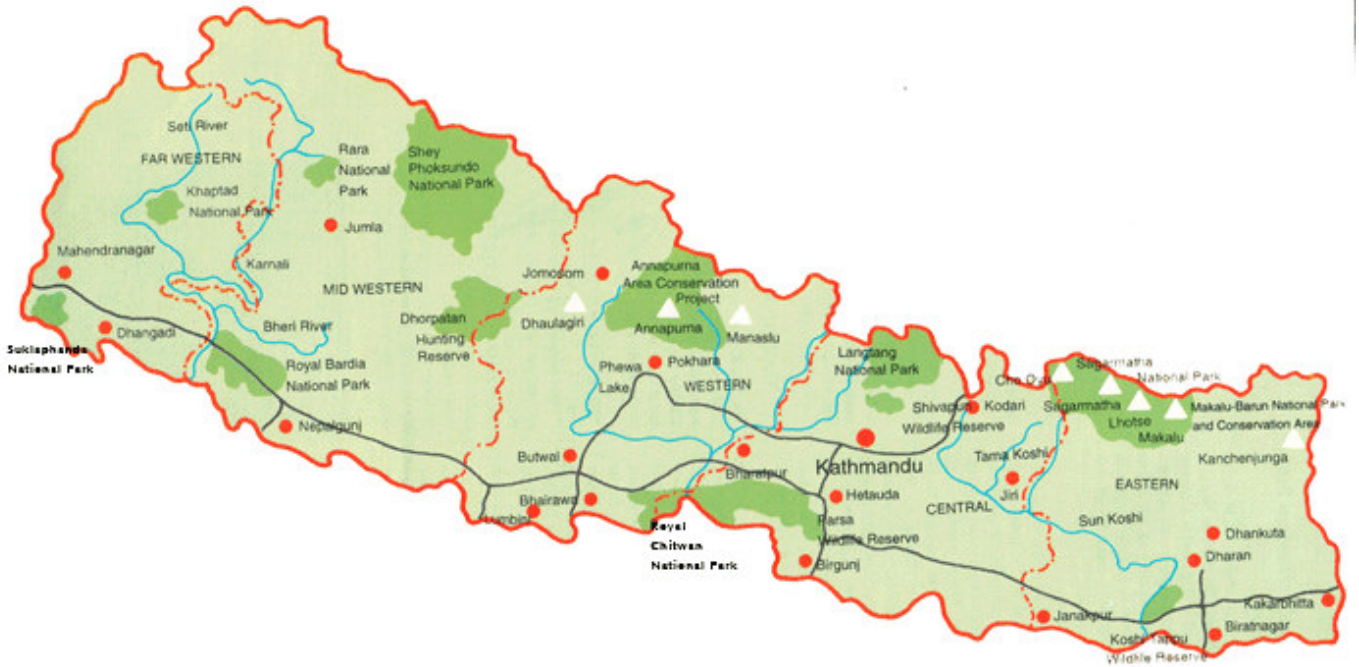 Seti River
FAR WESTERN
Khaptad
National Park
Rara
National
Park
Shey
Phoksundo
National Park
Jumla
Mahendranagar
Karnali
MID WESTERN
Dhangadi
Bheri River
Suklaphanda
National Park
Royal Bardia
National Park
Nepalgunj
Dhorpatan
Hunting
Reserve
Jomosom
Dhaulagiri
Annapurna
Area Conservation
Project
Annapurna
Manaslu
Phewa
Lake
Pokhara
WESTERN
Langtang
National Park
Shivapuri
Wildlife Reserve
Kodari
Cho Oyu
Sagarmatha
National Park
Sagarmatha
Lhotse
Makalu
Makalu-Barun National Park
and Conservation Area
Kanchenjunga
Butwal
Bhairawa
Lumbini
Bharatpur
Kathmandu
Hetauda
Royal
Chitwan
National Park
Parsa
Wildlife Reserve
Birgunj
Tama Koshi
Jiri
CENTRAL
EASTERN
Sun Koshi
Dhankuta
Dharan
Janakpur
Koshi Tappu
Wildlife Reserve
Kakarbhitta
Biratnagar